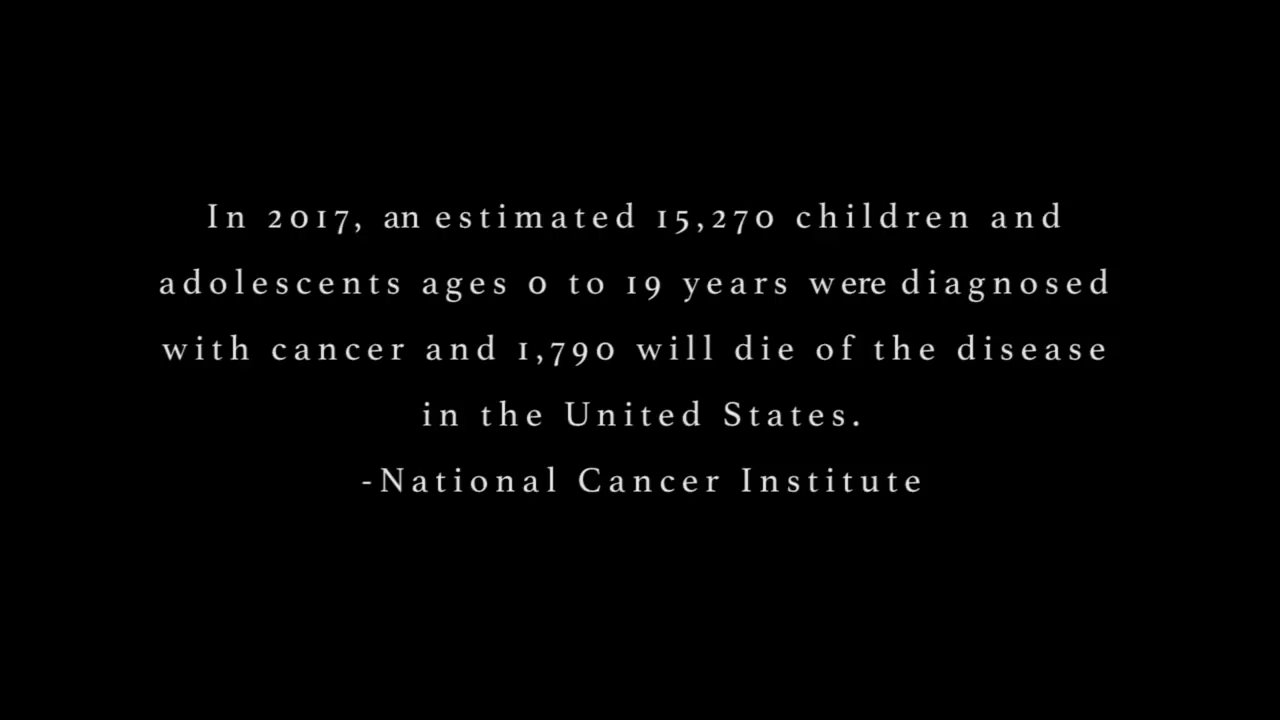 In 2017, an estimated 15,270 children and
adolescents ages 0 to 19 years were diagnosed
with cancer and 1,790 will die of the disease
in the United States.
-National Cancer Institute